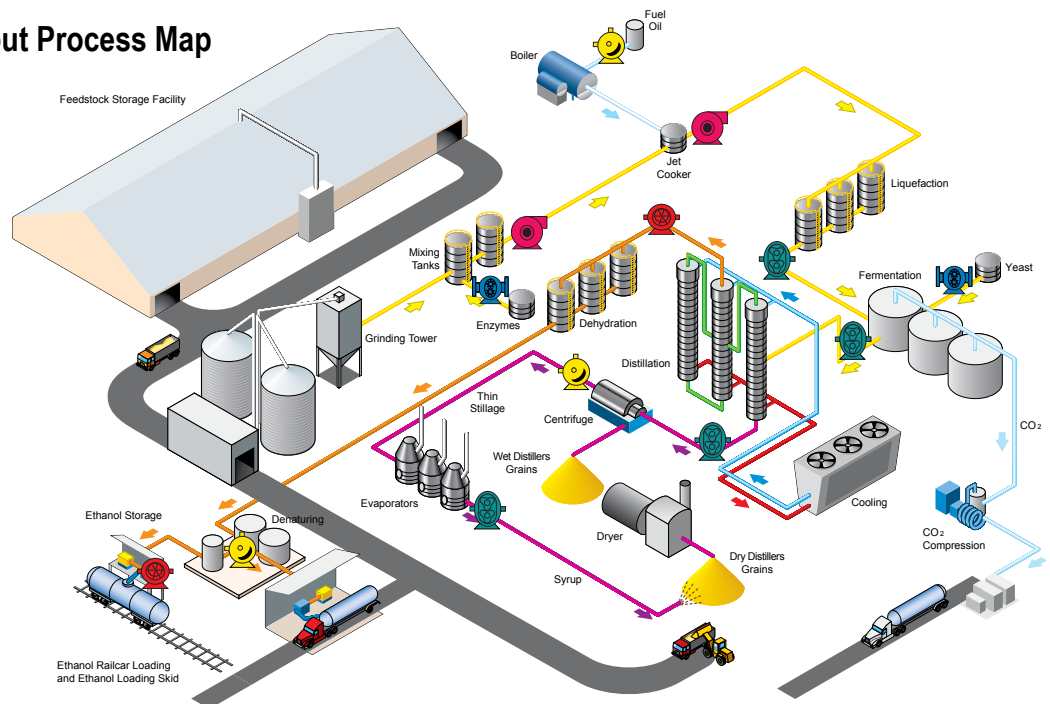 out Process Map
Fuel
Oil
Boiler
Feedstock Storage Facility
Jet
Cooker
Liquefaction
Mixing
Tanks
Fermentation
Yeast
Enzymes
Dehydration
Grinding Tower
Distillation
Thin
Stillage
Centrifuge
CO2
Wet Distillers
Grains
Evaporators
Cooling
Ethanol Storage
Denaturing
Dryer
CO2
Compression
Dry Distillers
Grains
Syrup
Ethanol Railcar Loading
and Ethanol Loading Skid